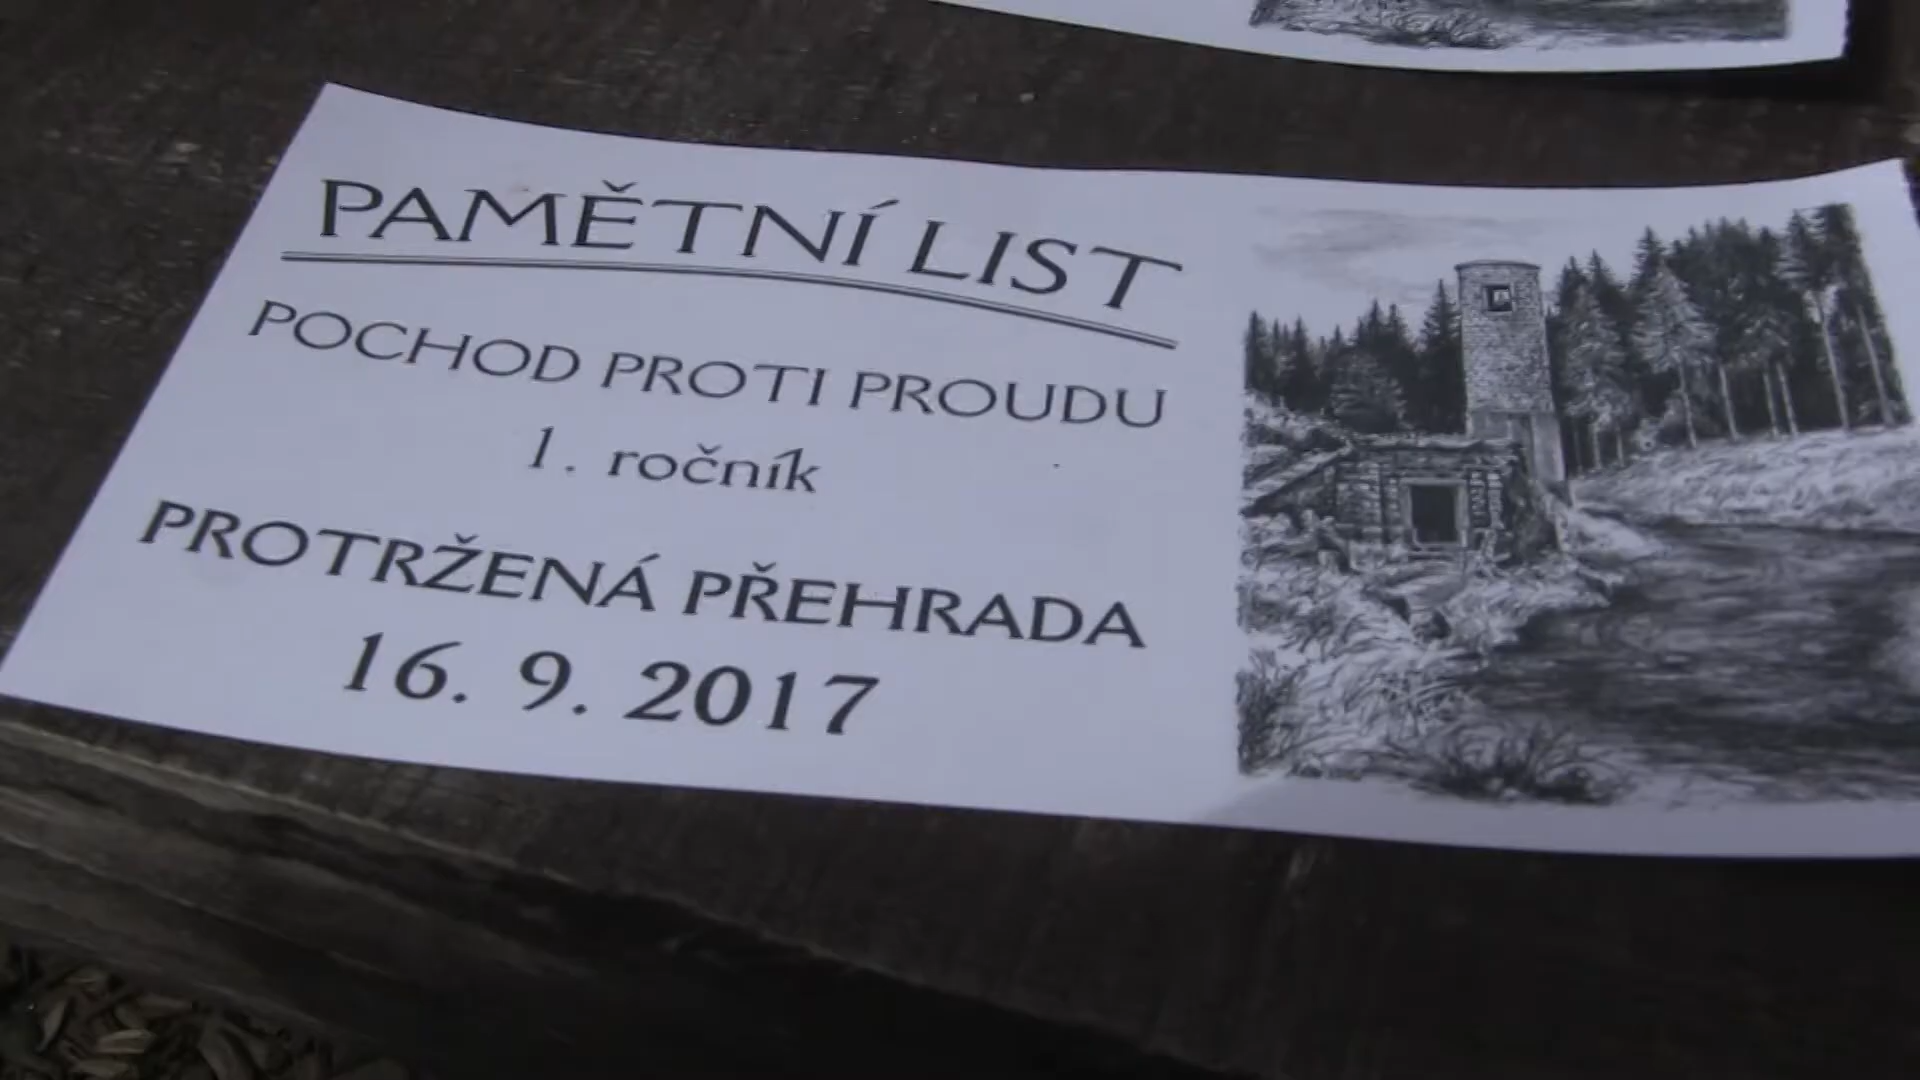 PAMĚTNÍ LIST
POCHOD PROTI PROUDU
1. ročník
PROTRŽENÁ PŘEHRADA
16. 9. 2017